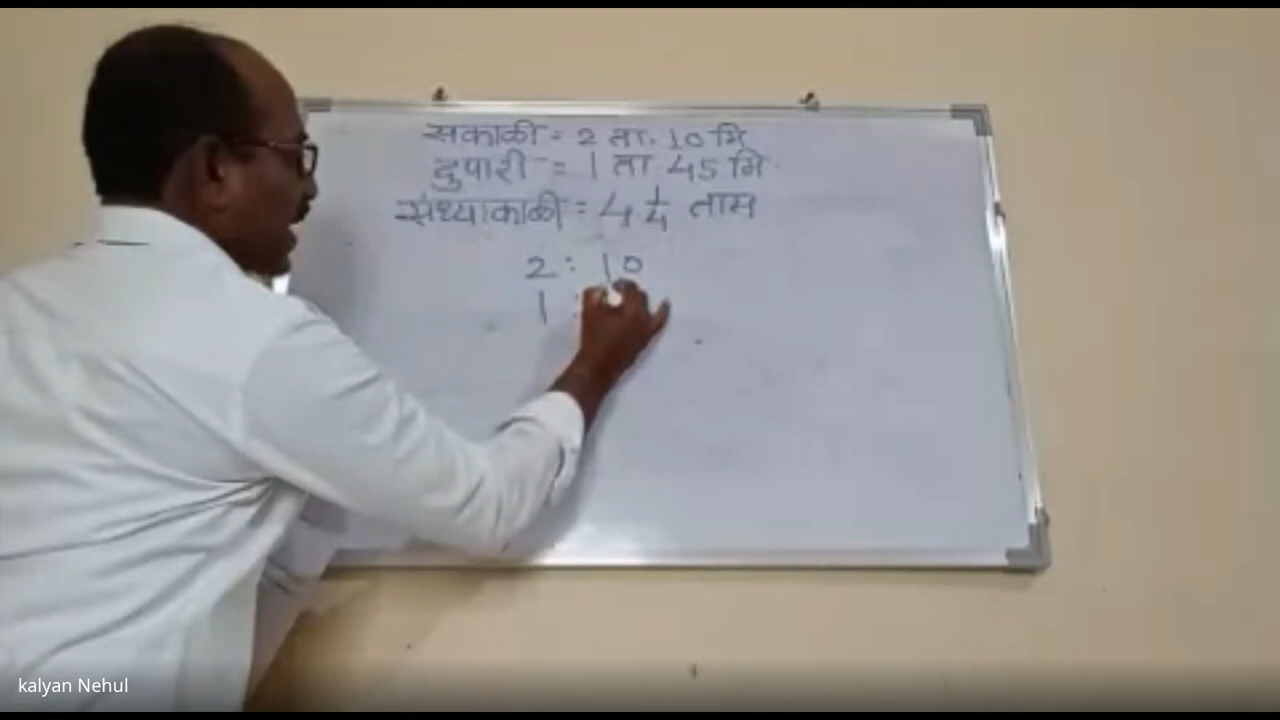 सकाळी = 2 ता. 10 मि
दुपारी = 1 ता 45 मि.
संध्याकाळी = 4 1/4 तास
2 : 10
1 :
kalyan Nehul